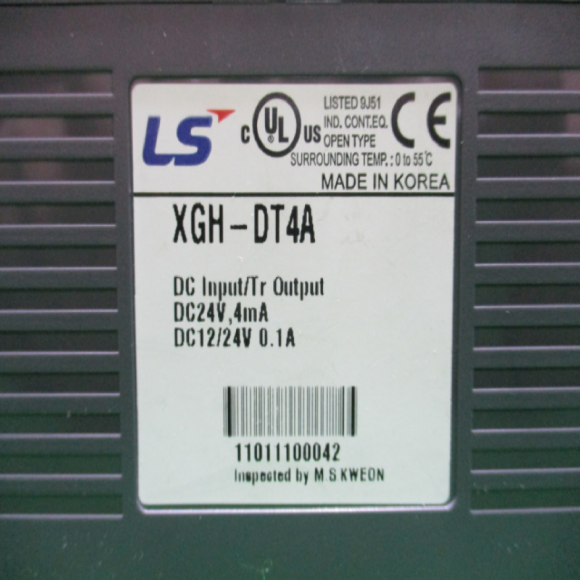 LS
C UL US
LISTED 9J51
IND. CONT.EQ.
OPEN TYPE
SURROUNDING TEMP. : 0 to 55℃
CE
MADE IN KOREA
XGH-DT4A
DC Input/Tr Output
DC24V,4mA
DC12/24V 0.1A
11011100042
Inspected by M S KWEON